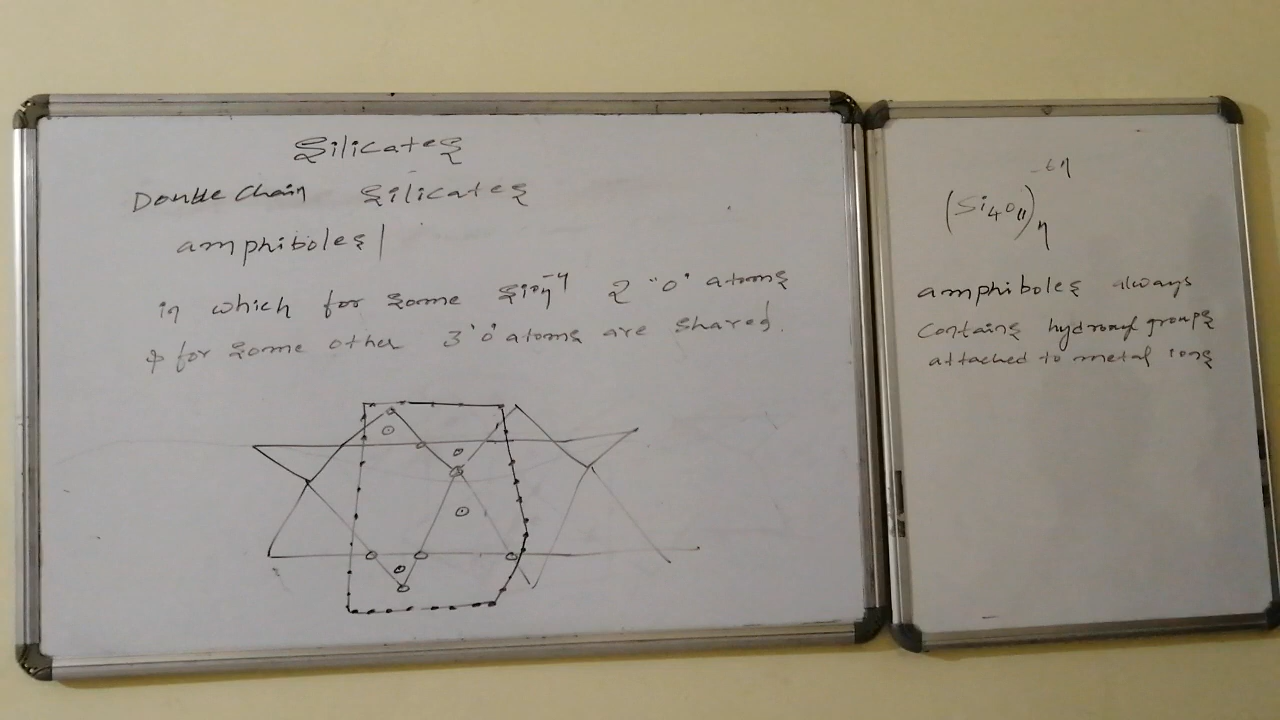 Silicates
Double Chain Silicates
amphiboles
in which for some SiO4⁻⁴ 2 "O" atoms
& for some other 3 'O' atoms are shared.
(Si₄O₁₁)ₙ⁻⁶ⁿ
amphiboles always
Contains hydroxyl groups
attached to metal ions